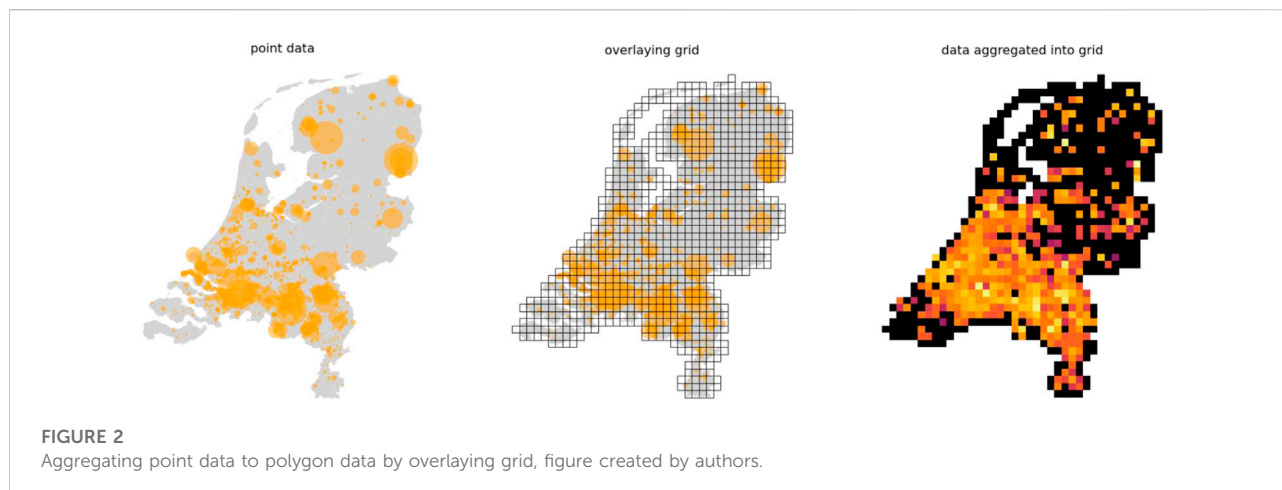 point data
overlaying grid
data aggregated into grid
FIGURE 2
Aggregating point data to polygon data by overlaying grid, figure created by authors.